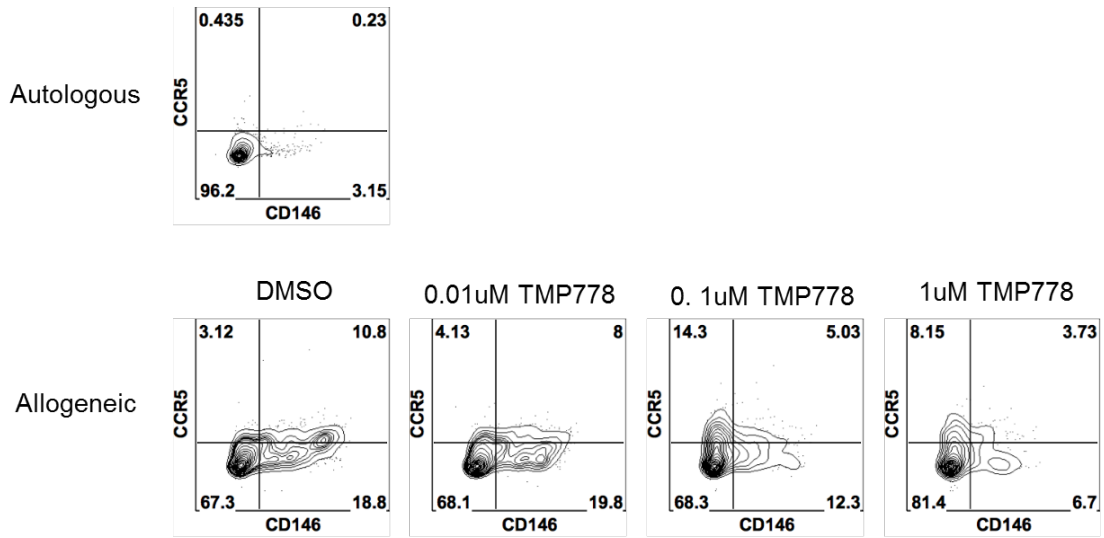 0.435 0.23
Autologous
CCR5
96.2 3.15
CD146
DMSO 0.01uM TMP778 0. 1uM TMP778 1uM TMP778
3.12 10.8 4.13 8 14.3 5.03 8.15 3.73
Allogeneic
CCR5 CCR5 CCR5 CCR5
67.3 18.8 68.1 19.8 68.3 12.3 81.4 6.7
CD146 CD146 CD146 CD146